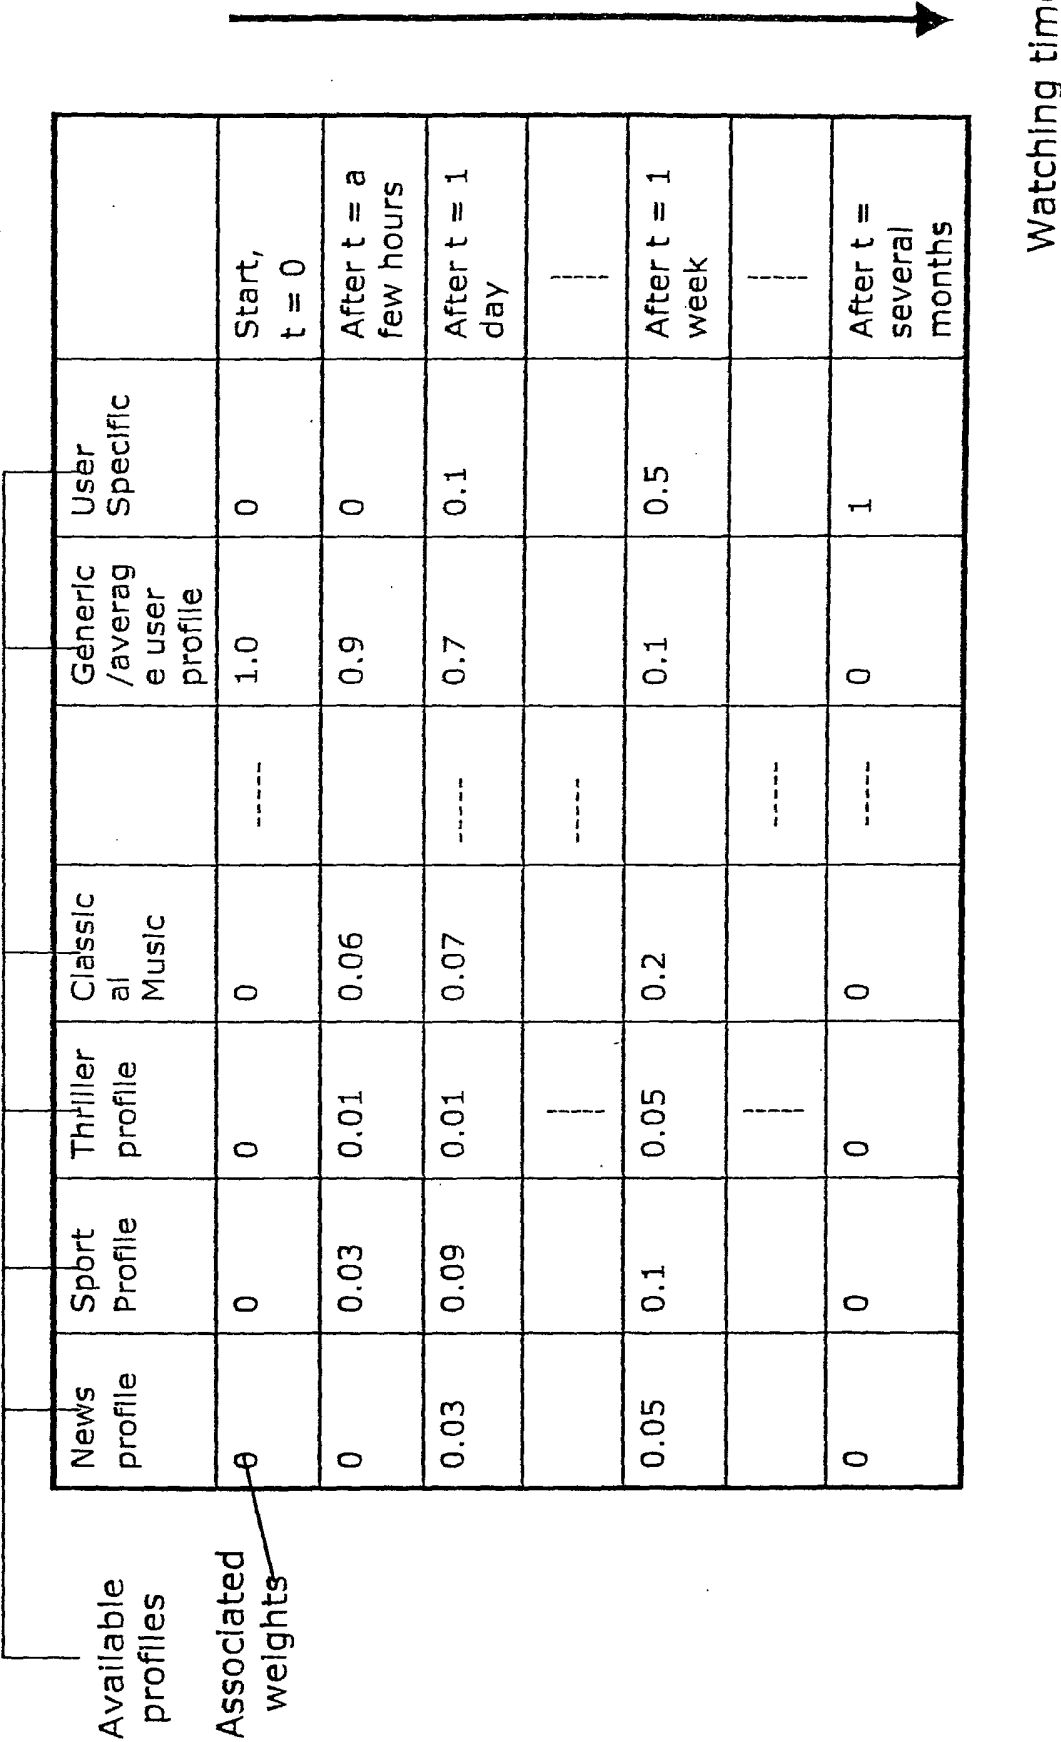 Available
profiles
Associated
weights
News
profile
Sport
Profile
Thriller
profile
Classic
al
Music
Generic
/averag
e user
profile
User
Specific
0
0
0
0
-----
1.0
0
Start,
t = 0
0
0.03
0.01
0.06
0.9
0
After t = a
few hours
0.03
0.09
0.01
0.07
-----
0.7
0.1
After t = 1
day
-----
-----
-----
0.05
0.1
0.05
0.2
0.1
0.5
After t = 1
week
-----
-----
-----
0
0
0
0
-----
0
1
After t =
several
months
Watching